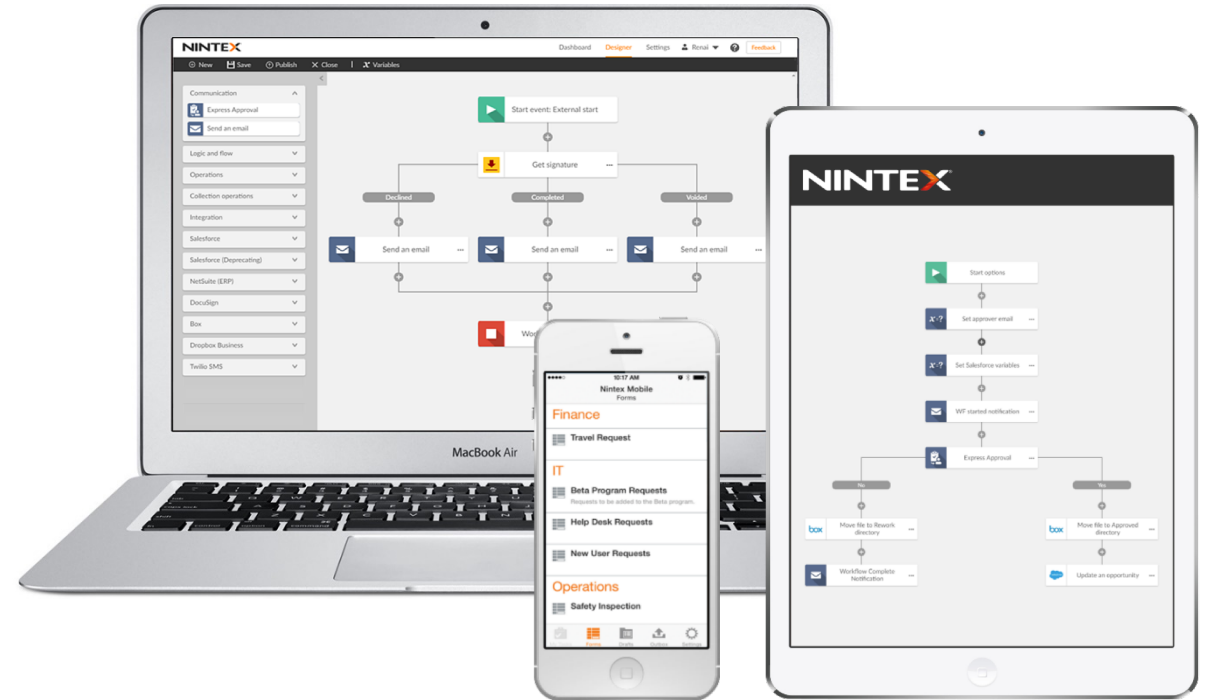 NINTEX
Dashboard Designer Settings Renai ? Feedback
New Save Publish X Close Variables
Communication
Express Approval
Send an email
Logic and flow
Operations
Collection operations
Integration
Salesforce
Salesforce (Deprecating)
NetSuite (ERP)
DocuSign
Box
Dropbox Business
Twilio SMS
Start event: External start
Get signature
Declined Completed Voided
Send an email Send an email Send an email
MacBook Air
10:17 AM
Nintex Mobile
Forms
Finance
Travel Request
IT
Beta Program Requests
Requests to be added to the Beta program.
Help Desk Requests
New User Requests
Operations
Safety Inspection
Forms Drafts Outbox Settings
NINTEX
Start options
Set approver email
Set Salesforce variables
WF started notification
Express Approval
No Yes
box Move file to Rework
directory
box Move file to Approved
directory
Workflow Complete
Notification
Update an opportunity